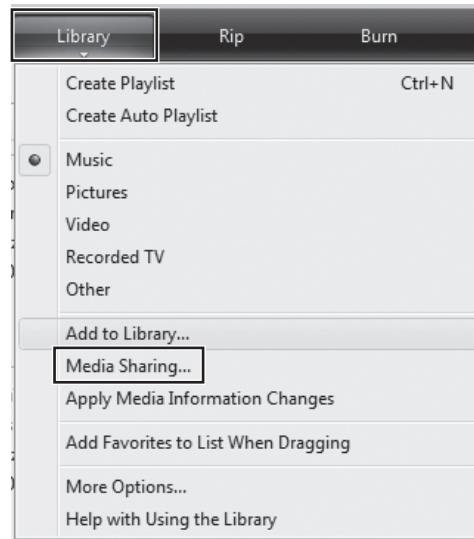 Library Rip Burn
Create Playlist Ctrl+N
Create Auto Playlist
Music
Pictures
Video
Recorded TV
Other
Add to Library...
Media Sharing...
Apply Media Information Changes
Add Favorites to List When Dragging
More Options...
Help with Using the Library